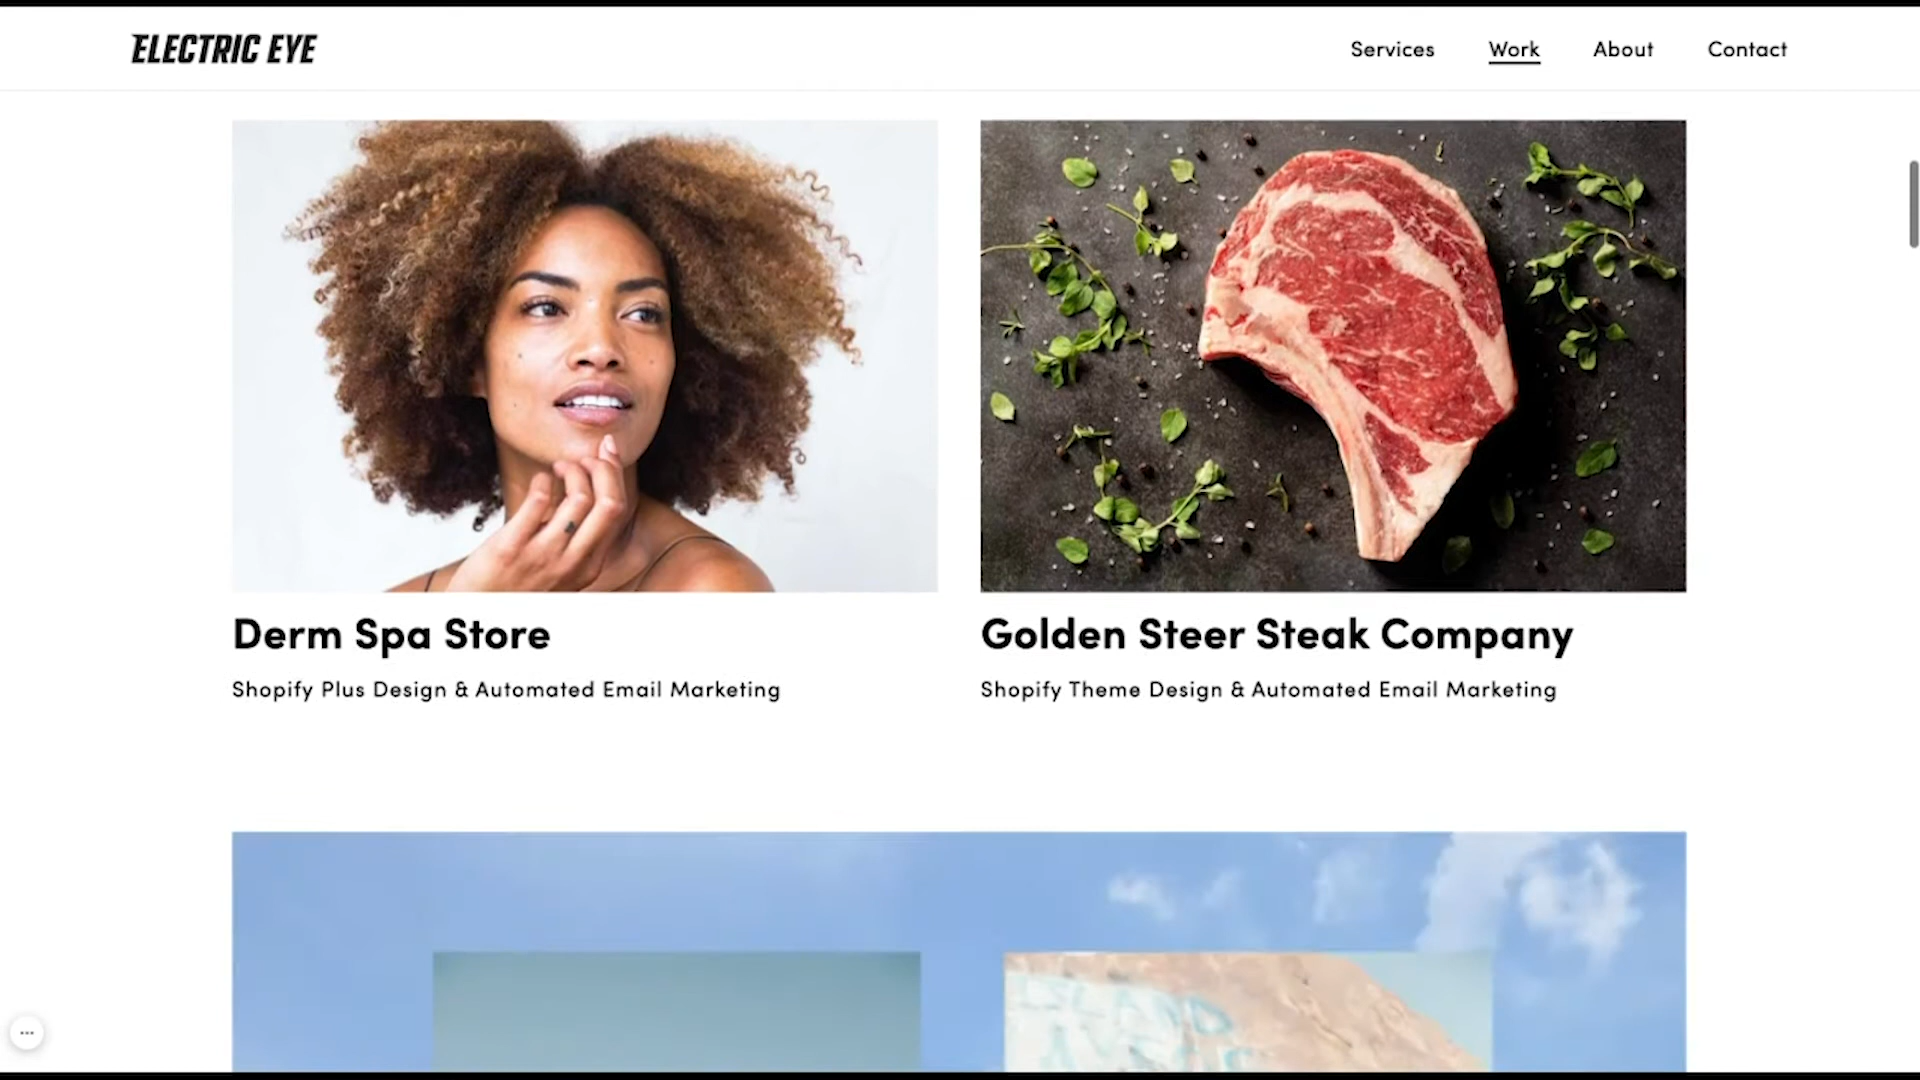 ELECTRIC EYE
Services
Work
About
Contact
Derm Spa Store
Shopify Plus Design & Automated Email Marketing
Golden Steer Steak Company
Shopify Theme Design & Automated Email Marketing